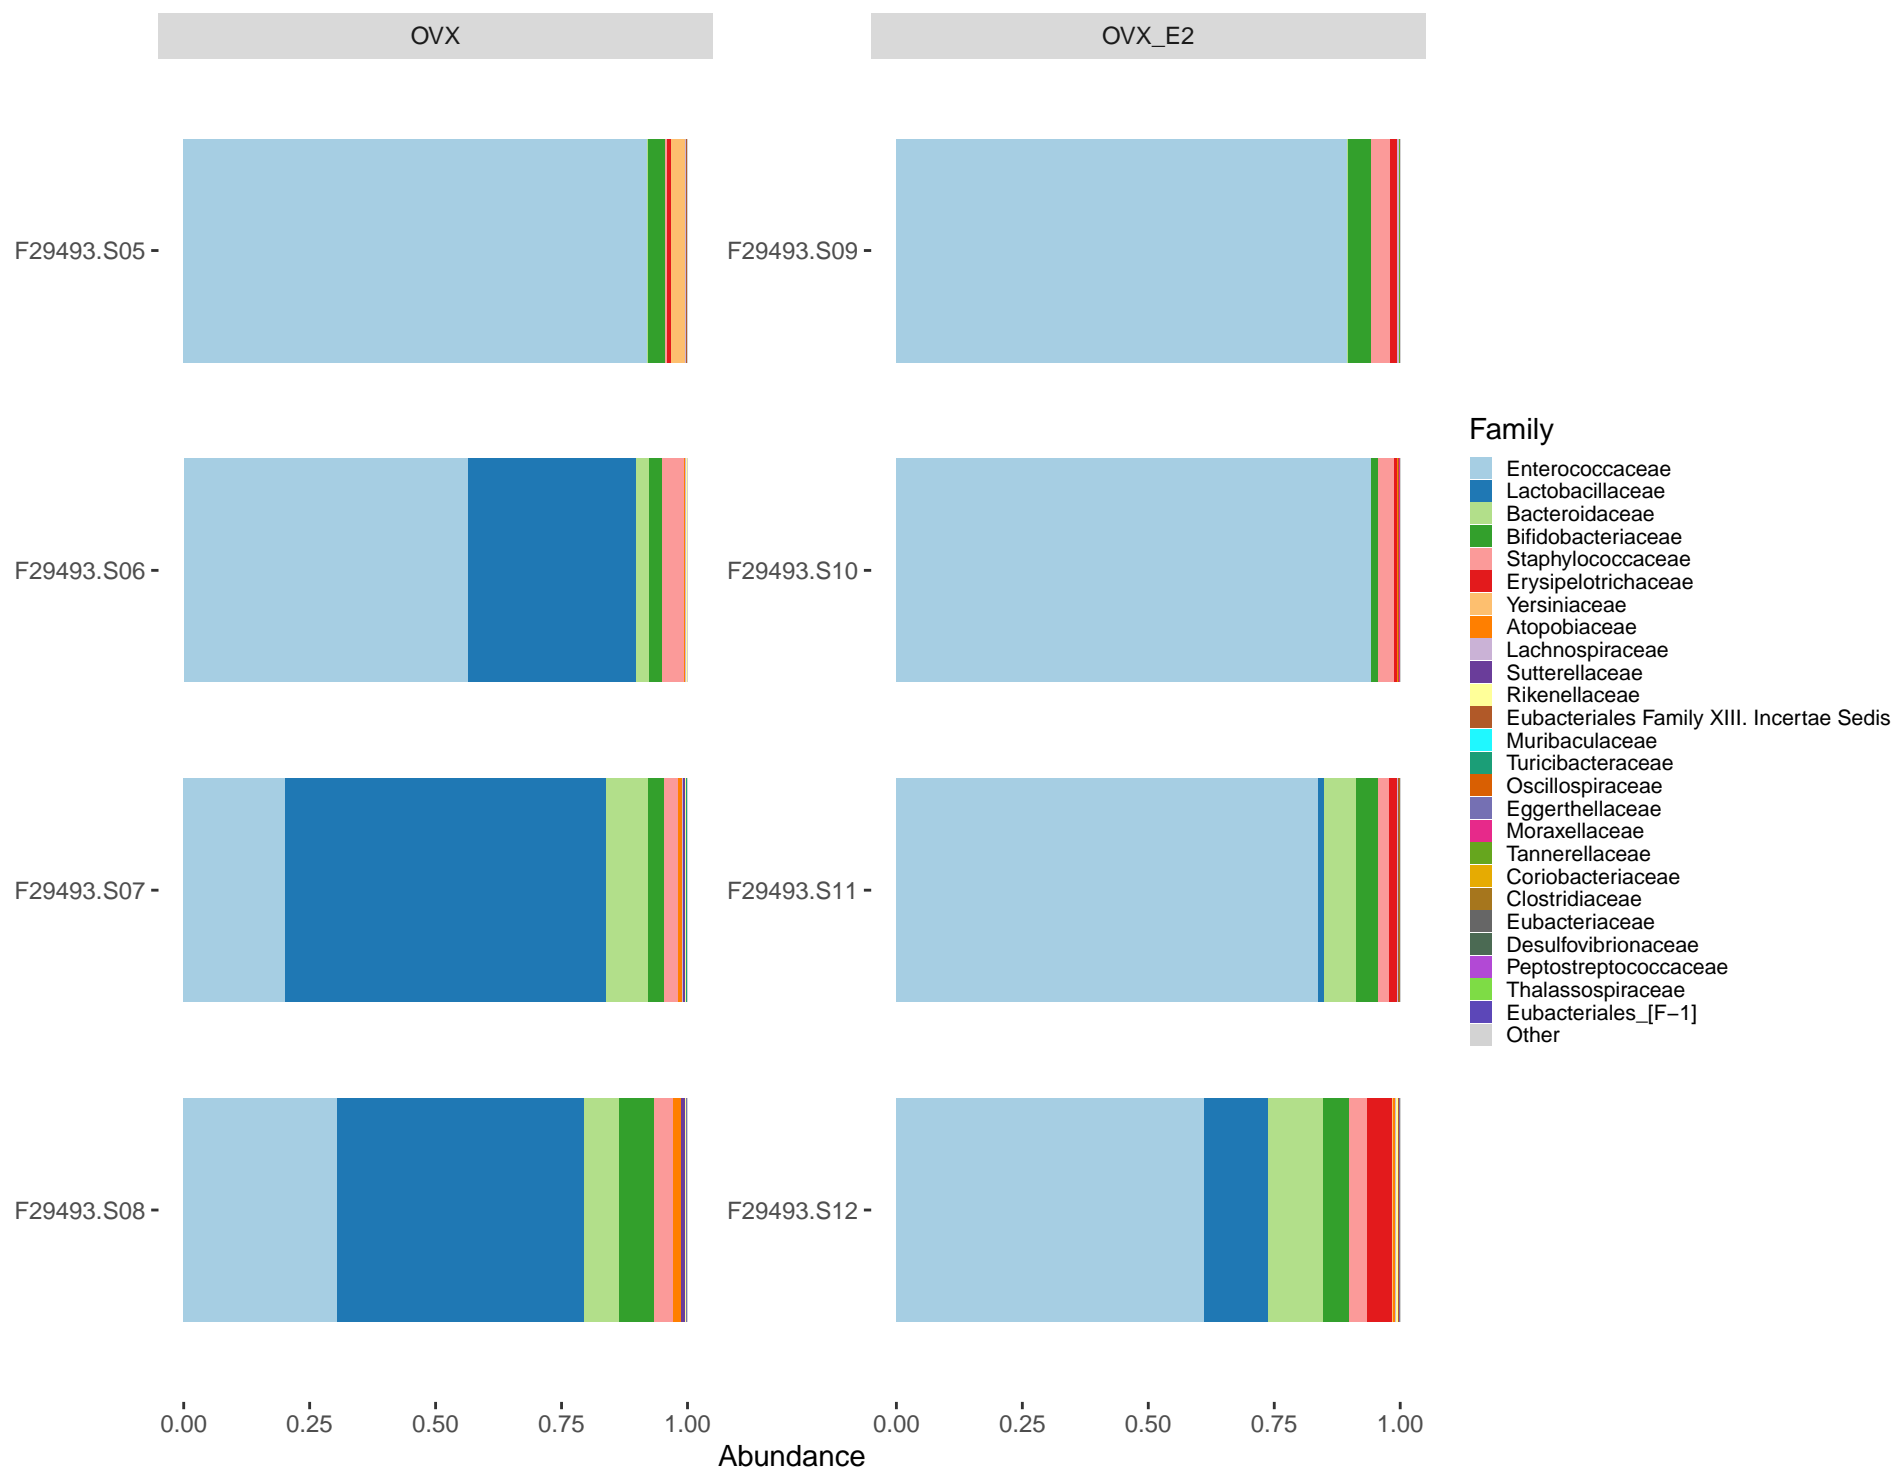 OVX
OVX_E2
F29493.S05
F29493.S09
F29493.S06
F29493.S10
F29493.S07
F29493.S11
F29493.S08
F29493.S12
0.00 0.25 0.50 0.75 1.00
0.00 0.25 0.50 0.75 1.00
Abundance
Family
Enterococcaceae
Lactobacillaceae
Bacteroidaceae
Bifidobacteriaceae
Staphylococcaceae
Erysipelotrichaceae
Yersiniaceae
Atopobiaceae
Lachnospiraceae
Sutterellaceae
Rikenellaceae
Eubacteriales Family XIII. Incertae Sedis
Muribaculaceae
Turicibacteraceae
Oscillospiraceae
Eggerthellaceae
Moraxellaceae
Tannerellaceae
Coriobacteriaceae
Clostridiaceae
Eubacteriaceae
Desulfovibrionaceae
Peptostreptococcaceae
Thalassospiraceae
Eubacteriales_[F−1]
Other